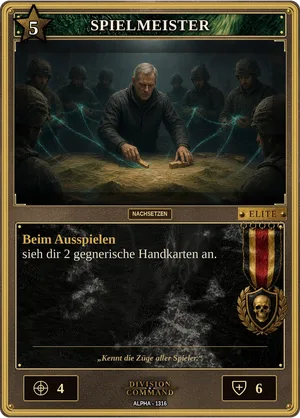 5
SPIELMEISTER
NACHSETZEN
ELITE
Beim Ausspielen
sieh dir 2 gegnerische Handkarten an.
„Kennt die Züge aller Spieler.“
4
DIVISION
COMMAND
ALPHA - 1316
6